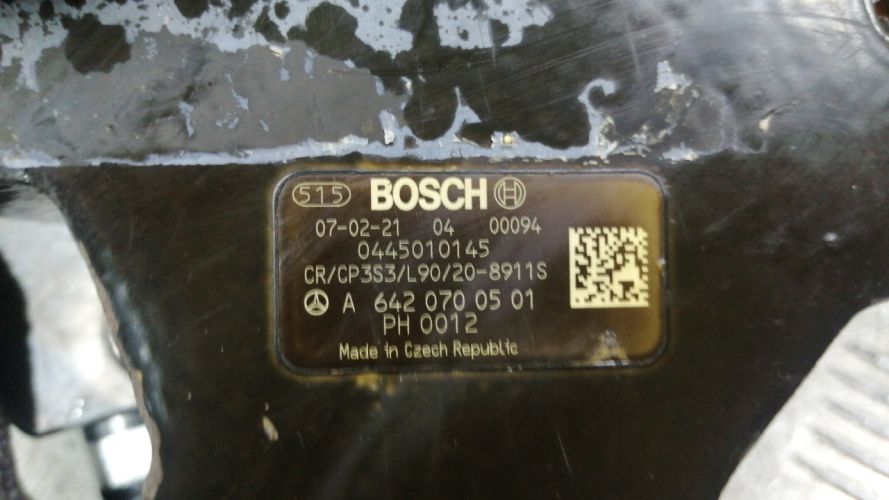 515 BOSCH
07-02-21 04 00094
0445010145
CR/CP3S3/L90/20-8911S
A 642 070 05 01
PH 0012
Made in Czech Republic